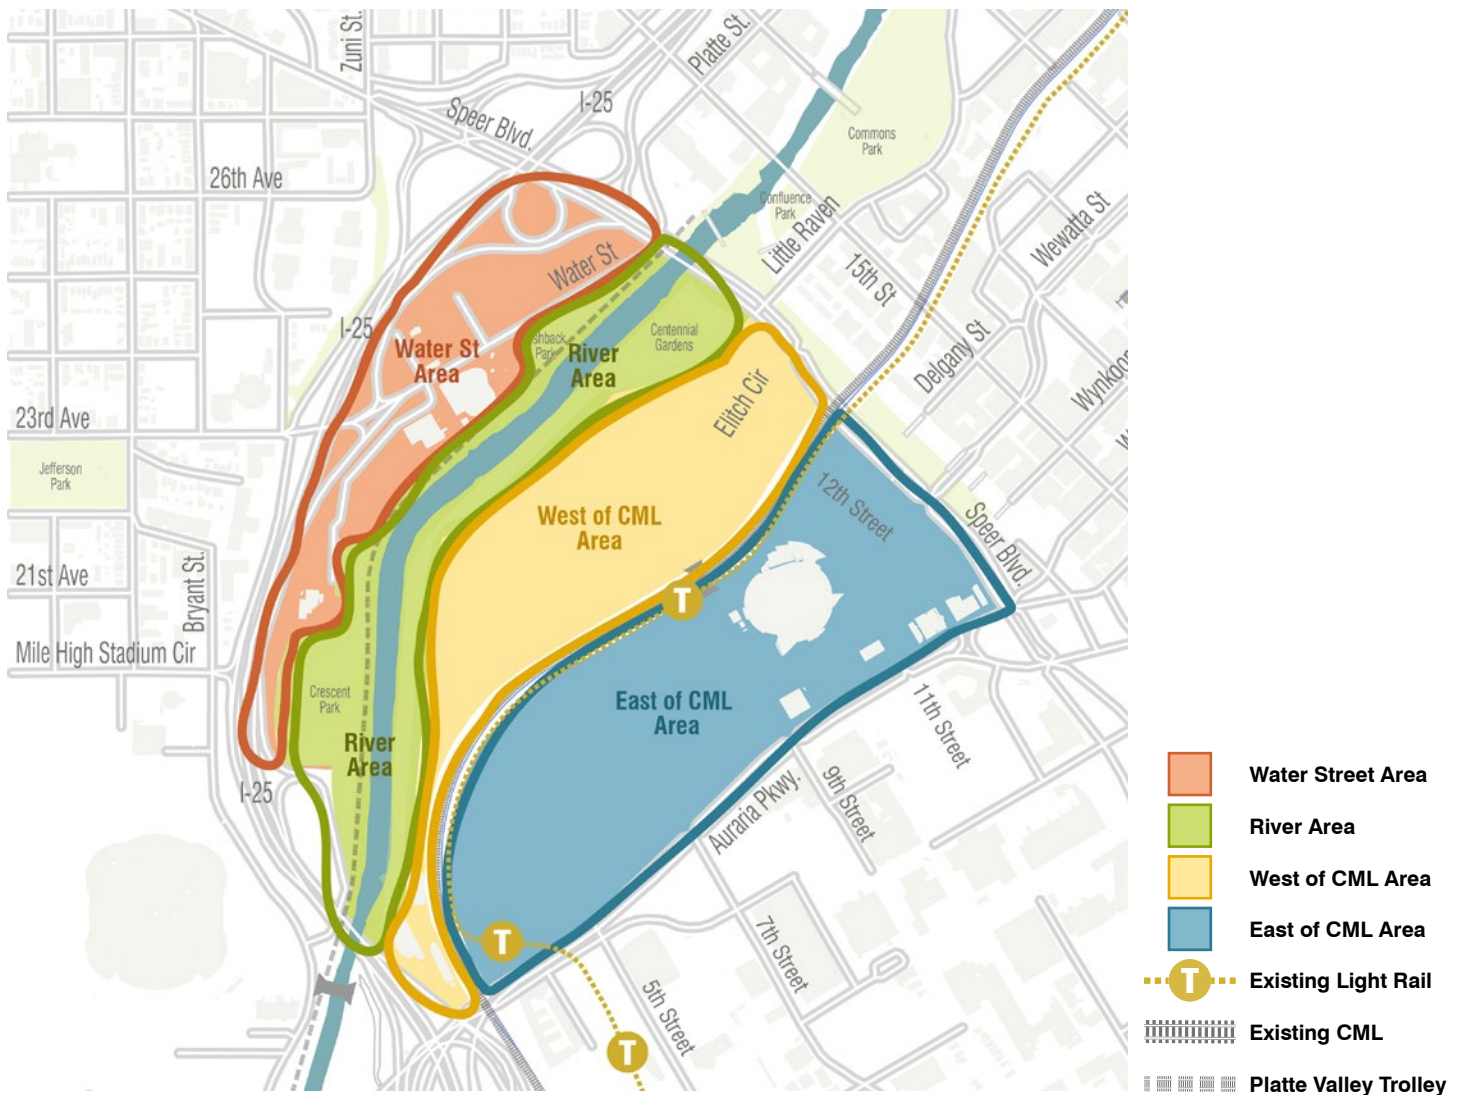 Zuni St.
Platte St.
I-25
Speer Blvd.
Commons
Park
26th Ave
Confluence
Park
Little Raven
Wewatta St
Water St
15th St
I-25
Centennial
Gardens
shback
Park
Water St
Area
River
Area
Delgany St
Elitch Cir
23rd Ave
Jefferson
Park
12th Street
West of CML
Area
Speer Blvd.
21st Ave
Bryant St.
T
Mile High Stadium Cir
Crescent
Park
East of CML
Area
11th Street
River
Area
I-25
Auraria Pkwy.
9th Street
7th Street
T
5th Street
T
Water Street Area
River Area
West of CML Area
East of CML Area
T
Existing Light Rail
Existing CML
Platte Valley Trolley